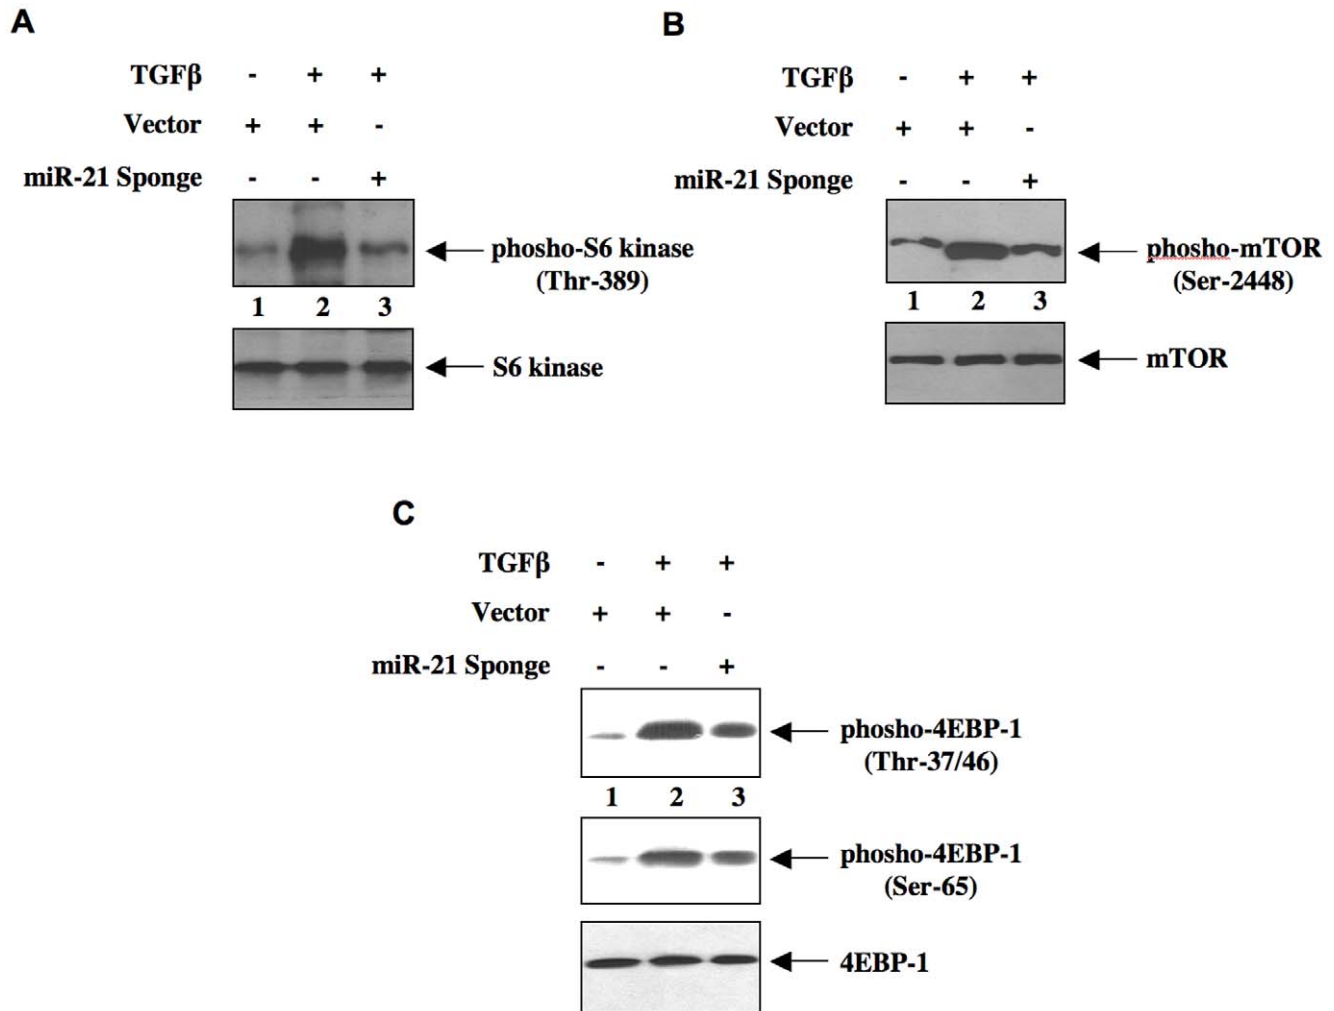 A
TGFβ - + +
Vector + + -
miR-21 Sponge - - +
phosho-S6 kinase
(Thr-389)
1 2 3
S6 kinase
B
TGFβ - + +
Vector + + -
miR-21 Sponge - - +
phosho-mTOR
(Ser-2448)
1 2 3
mTOR
C
TGFβ - + +
Vector + + -
miR-21 Sponge - - +
phosho-4EBP-1
(Thr-37/46)
1 2 3
phosho-4EBP-1
(Ser-65)
4EBP-1